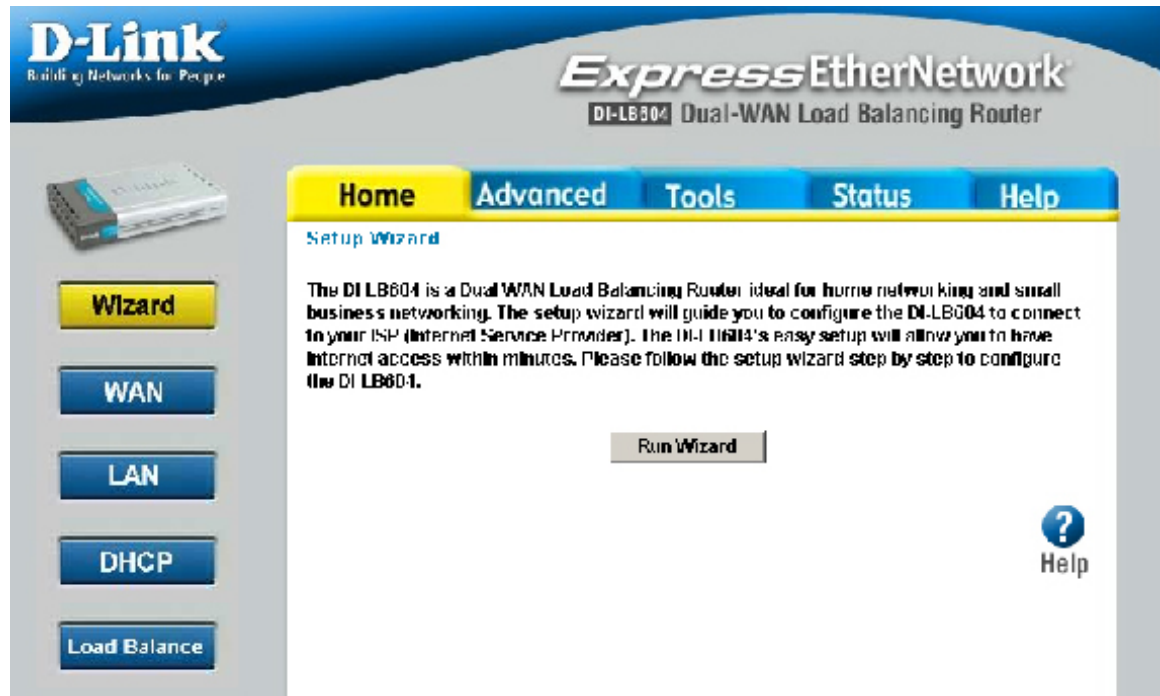 D-Link
Building Networks for People
Express EtherNetwork
DI-LB604 Dual-WAN Load Balancing Router
Home Advanced Tools Status Help
Setup Wizard
The DI-LB604 is a Dual WAN Load Balancing Router ideal for home networking and small
business networking. The setup wizard will guide you to configure the DI-LB604 to connect
to your ISP (Internet Service Provider). The DI-LB604's easy setup will allow you to have
Internet access within minutes. Please follow the setup wizard step by step to configure
the DI-LB604.
Run Wizard
Wizard
WAN
LAN
DHCP
Load Balance
Help